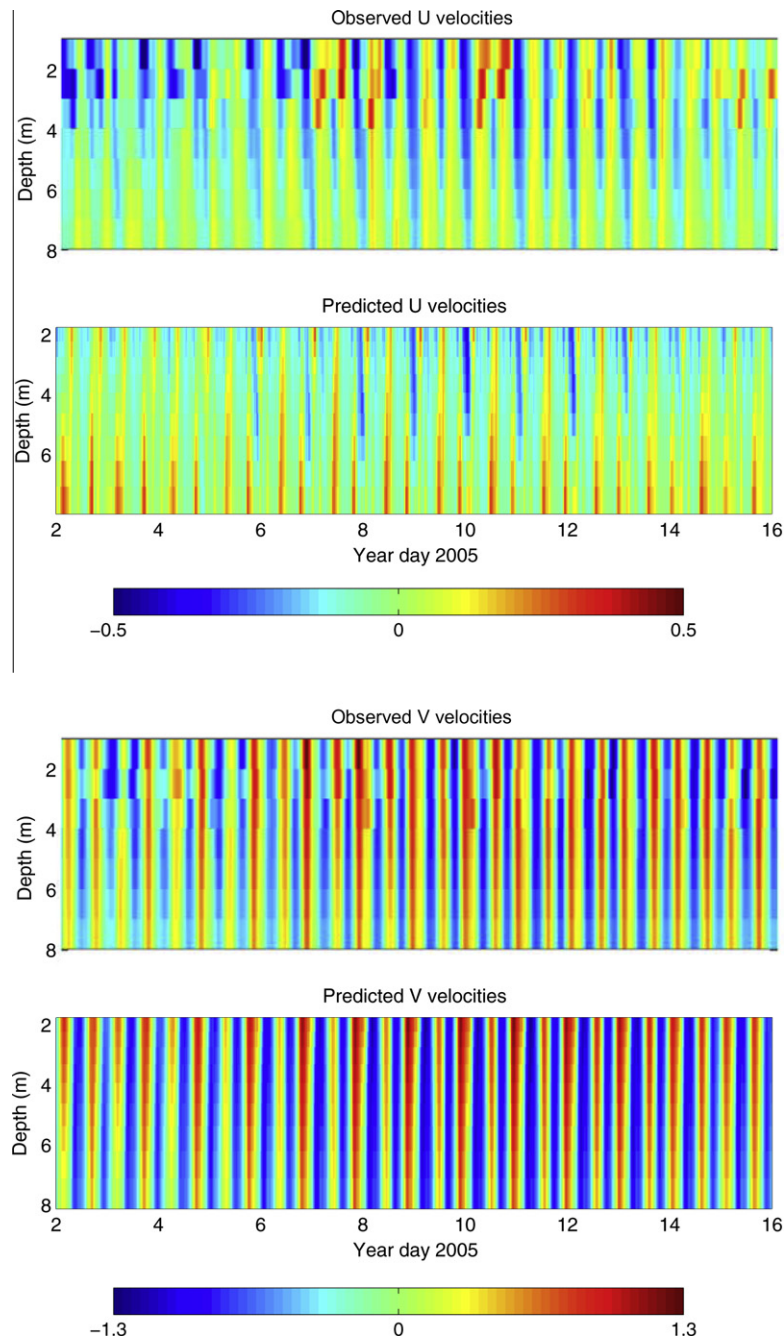 Observed U velocities
2
4
6
8
Depth (m)
Predicted U velocities
2
4
6
Depth (m)
2 4 6 8 10 12 14 16
Year day 2005
−0.5 0 0.5
Observed V velocities
2
4
6
8
Depth (m)
Predicted V velocities
2
4
6
8
Depth (m)
2 4 6 8 10 12 14 16
Year day 2005
−1.3 0 1.3